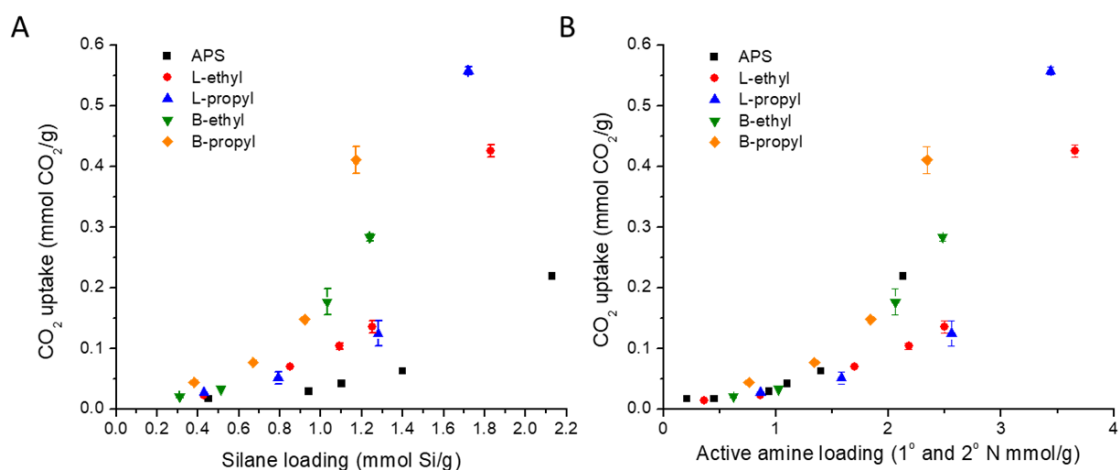 A
CO2 uptake (mmol CO2/g)
0.6
0.5
0.4
0.3
0.2
0.1
0.0
APS
L-ethyl
L-propyl
B-ethyl
B-propyl
0.0 0.2 0.4 0.6 0.8 1.0 1.2 1.4 1.6 1.8 2.0 2.2
Silane loading (mmol Si/g)
B
CO2 uptake (mmol CO2/g)
0.6
0.5
0.4
0.3
0.2
0.1
0.0
APS
L-ethyl
L-propyl
B-ethyl
B-propyl
0 1 2 3 4
Active amine loading (1° and 2° N mmol/g)